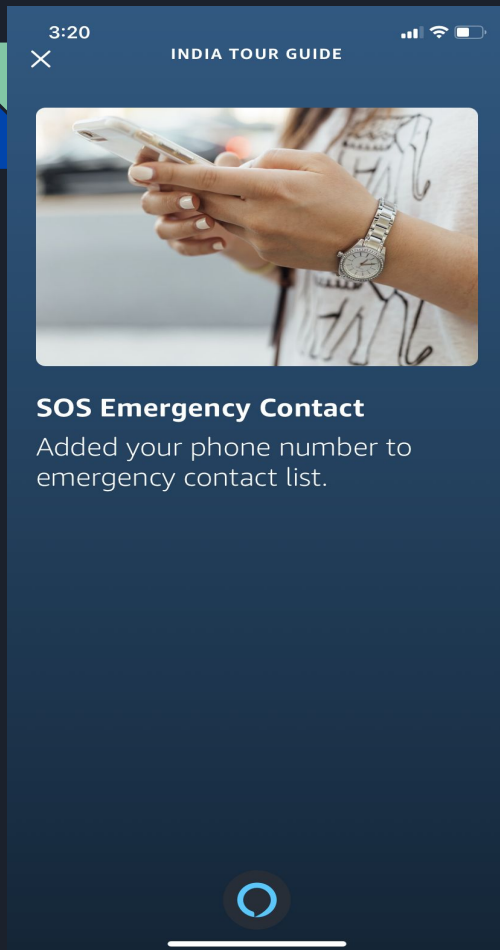 3:20
INDIA TOUR GUIDE
SOS Emergency Contact
Added your phone number to
emergency contact list.